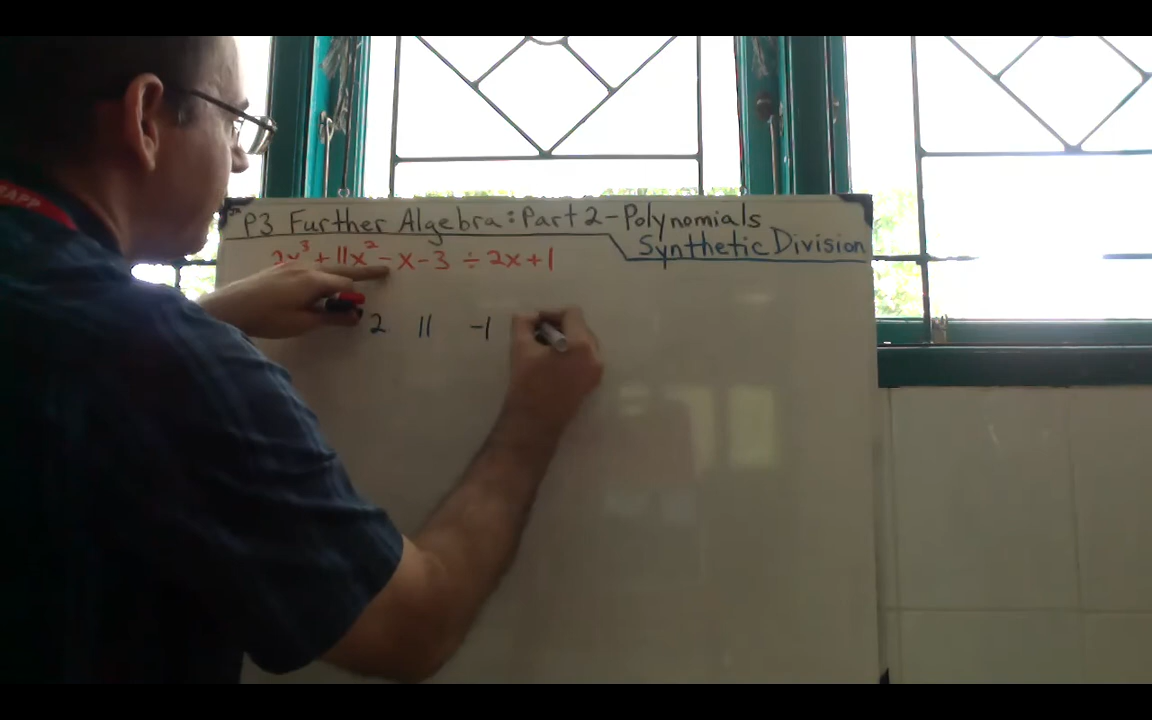 P3 Further Algebra: Part 2 - Polynomials
Synthetic Division
2x³ + 11x² - x - 3 ÷ 2x + 1
2 11 -1